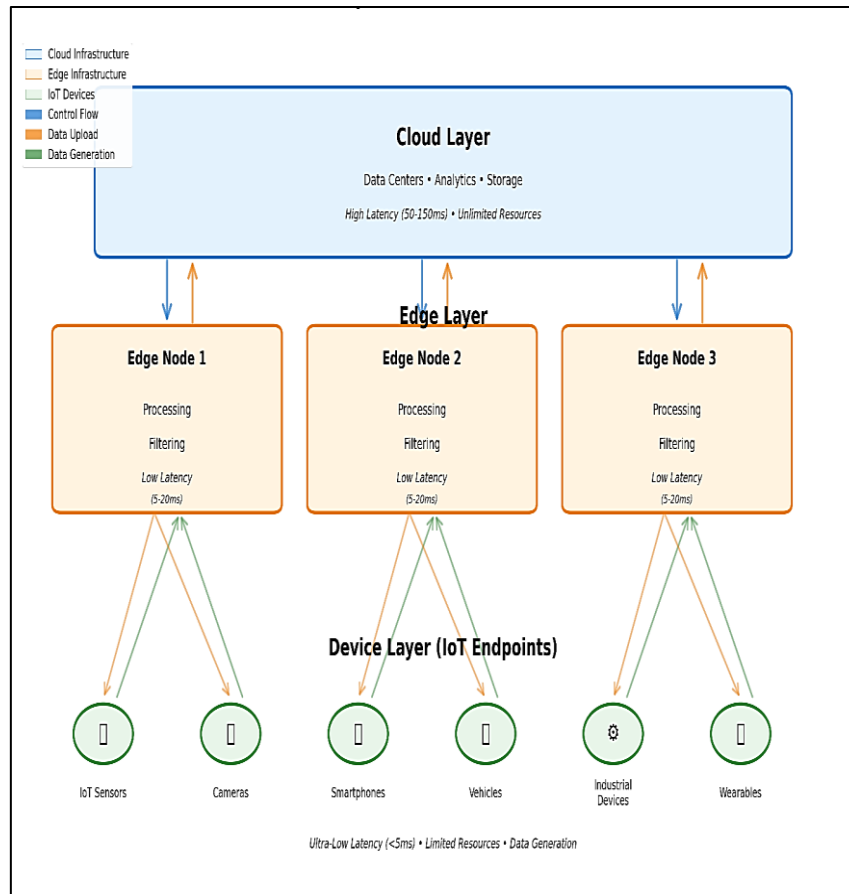 Cloud Infrastructure
Edge Infrastructure
IoT Devices
Control Flow
Data Upload
Data Generation
Cloud Layer
Data Centers • Analytics • Storage
High Latency (50-150ms) • Unlimited Resources
Edge Layer
Edge Node 1
Processing
Filtering
Low Latency
(5-20ms)
Edge Node 2
Processing
Filtering
Low Latency
(5-20ms)
Edge Node 3
Processing
Filtering
Low Latency
(5-20ms)
Device Layer (IoT Endpoints)
IoT Sensors
Cameras
Smartphones
Vehicles
Industrial
Devices
Wearables
Ultra-Low Latency (<5ms) • Limited Resources • Data Generation